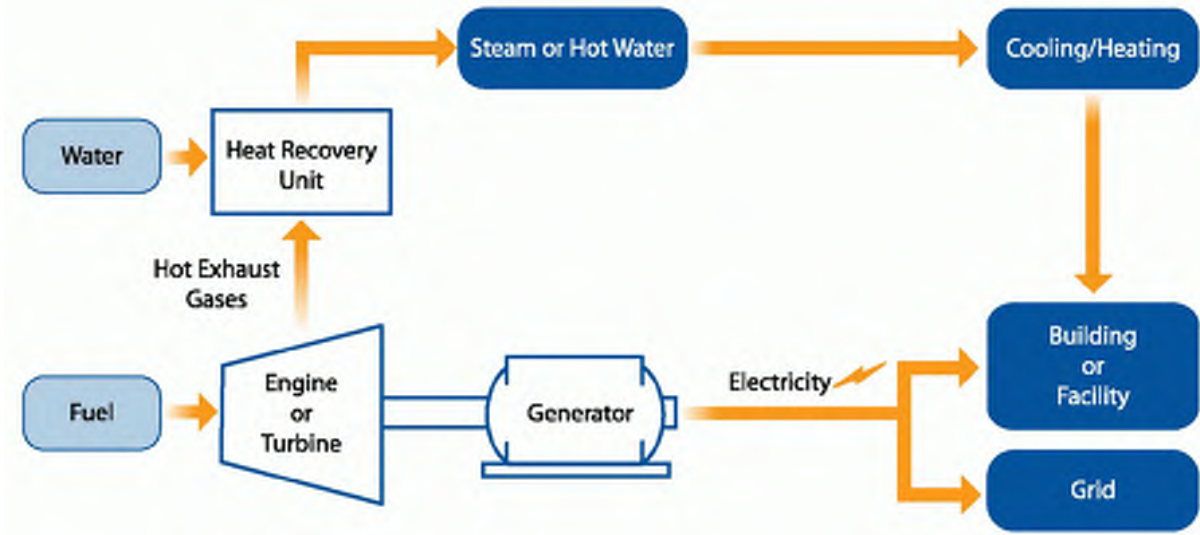 Steam or Hot Water
Cooling/Heating
Water
Heat Recovery
Unit
Hot Exhaust
Gases
Fuel
Engine
or
Turbine
Generator
Electricity
Building
or
Facility
Grid